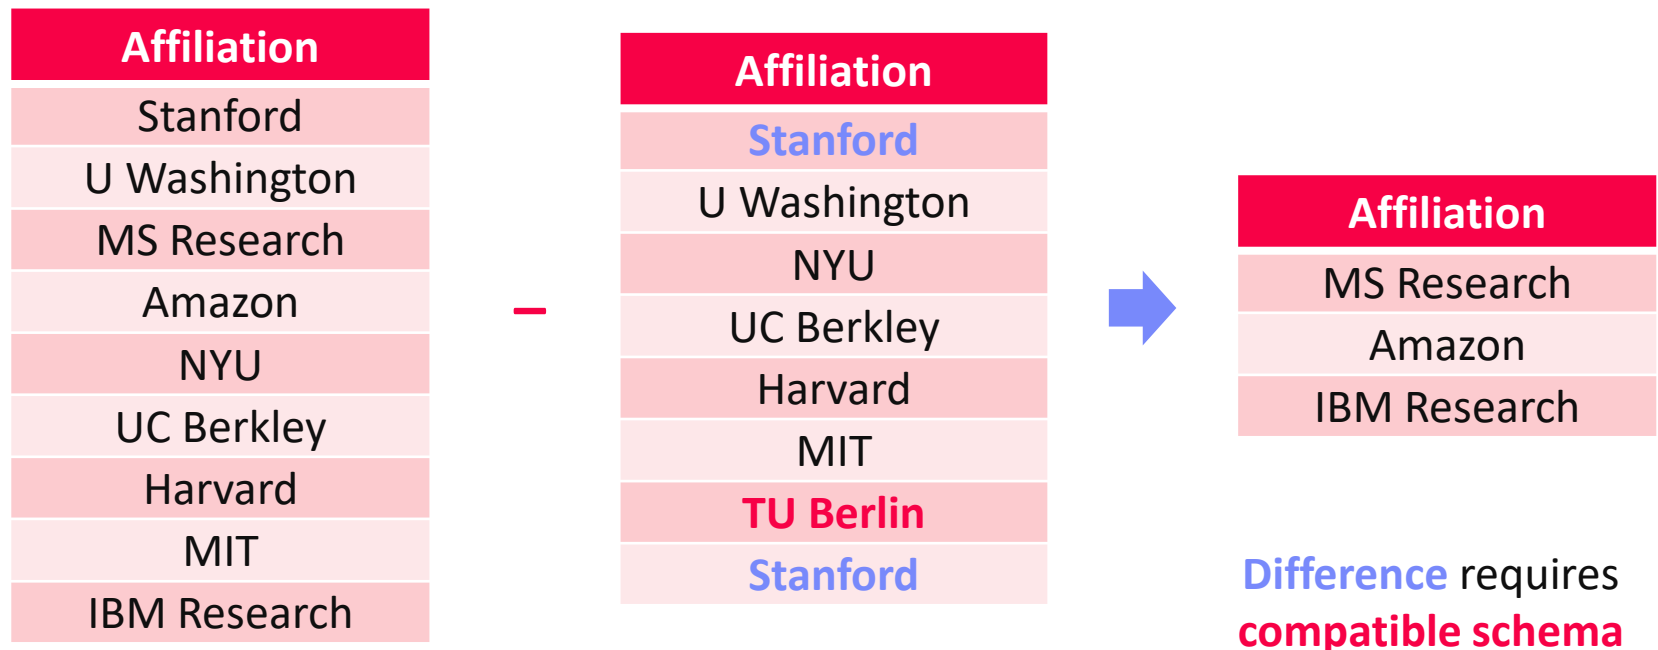 Affiliation
Stanford
U Washington
MS Research
Amazon
NYU
UC Berkley
Harvard
MIT
IBM Research
–
Affiliation
Stanford
U Washington
NYU
UC Berkley
Harvard
MIT
TU Berlin
Stanford
Affiliation
MS Research
Amazon
IBM Research
Difference requires
compatible schema